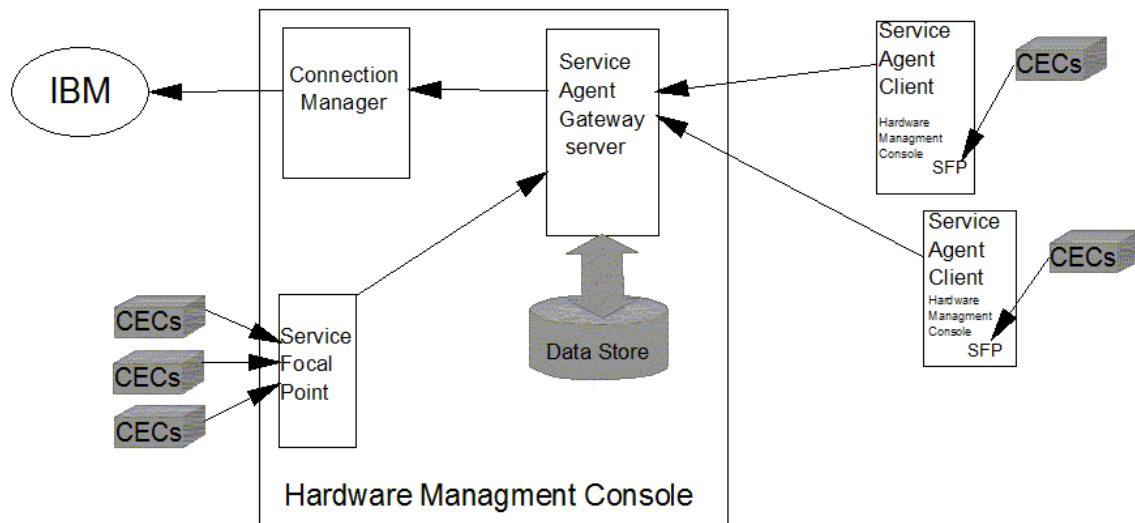 IBM
Connection
Manager
Service
Agent
Gateway
server
Service
Agent
Client
Hardware
Managment
Console
SFP
CECs
Service
Agent
Client
Hardware
Managment
Console
SFP
CECs
CECs
CECs
CECs
Service
Focal
Point
Data Store
Hardware Managment Console